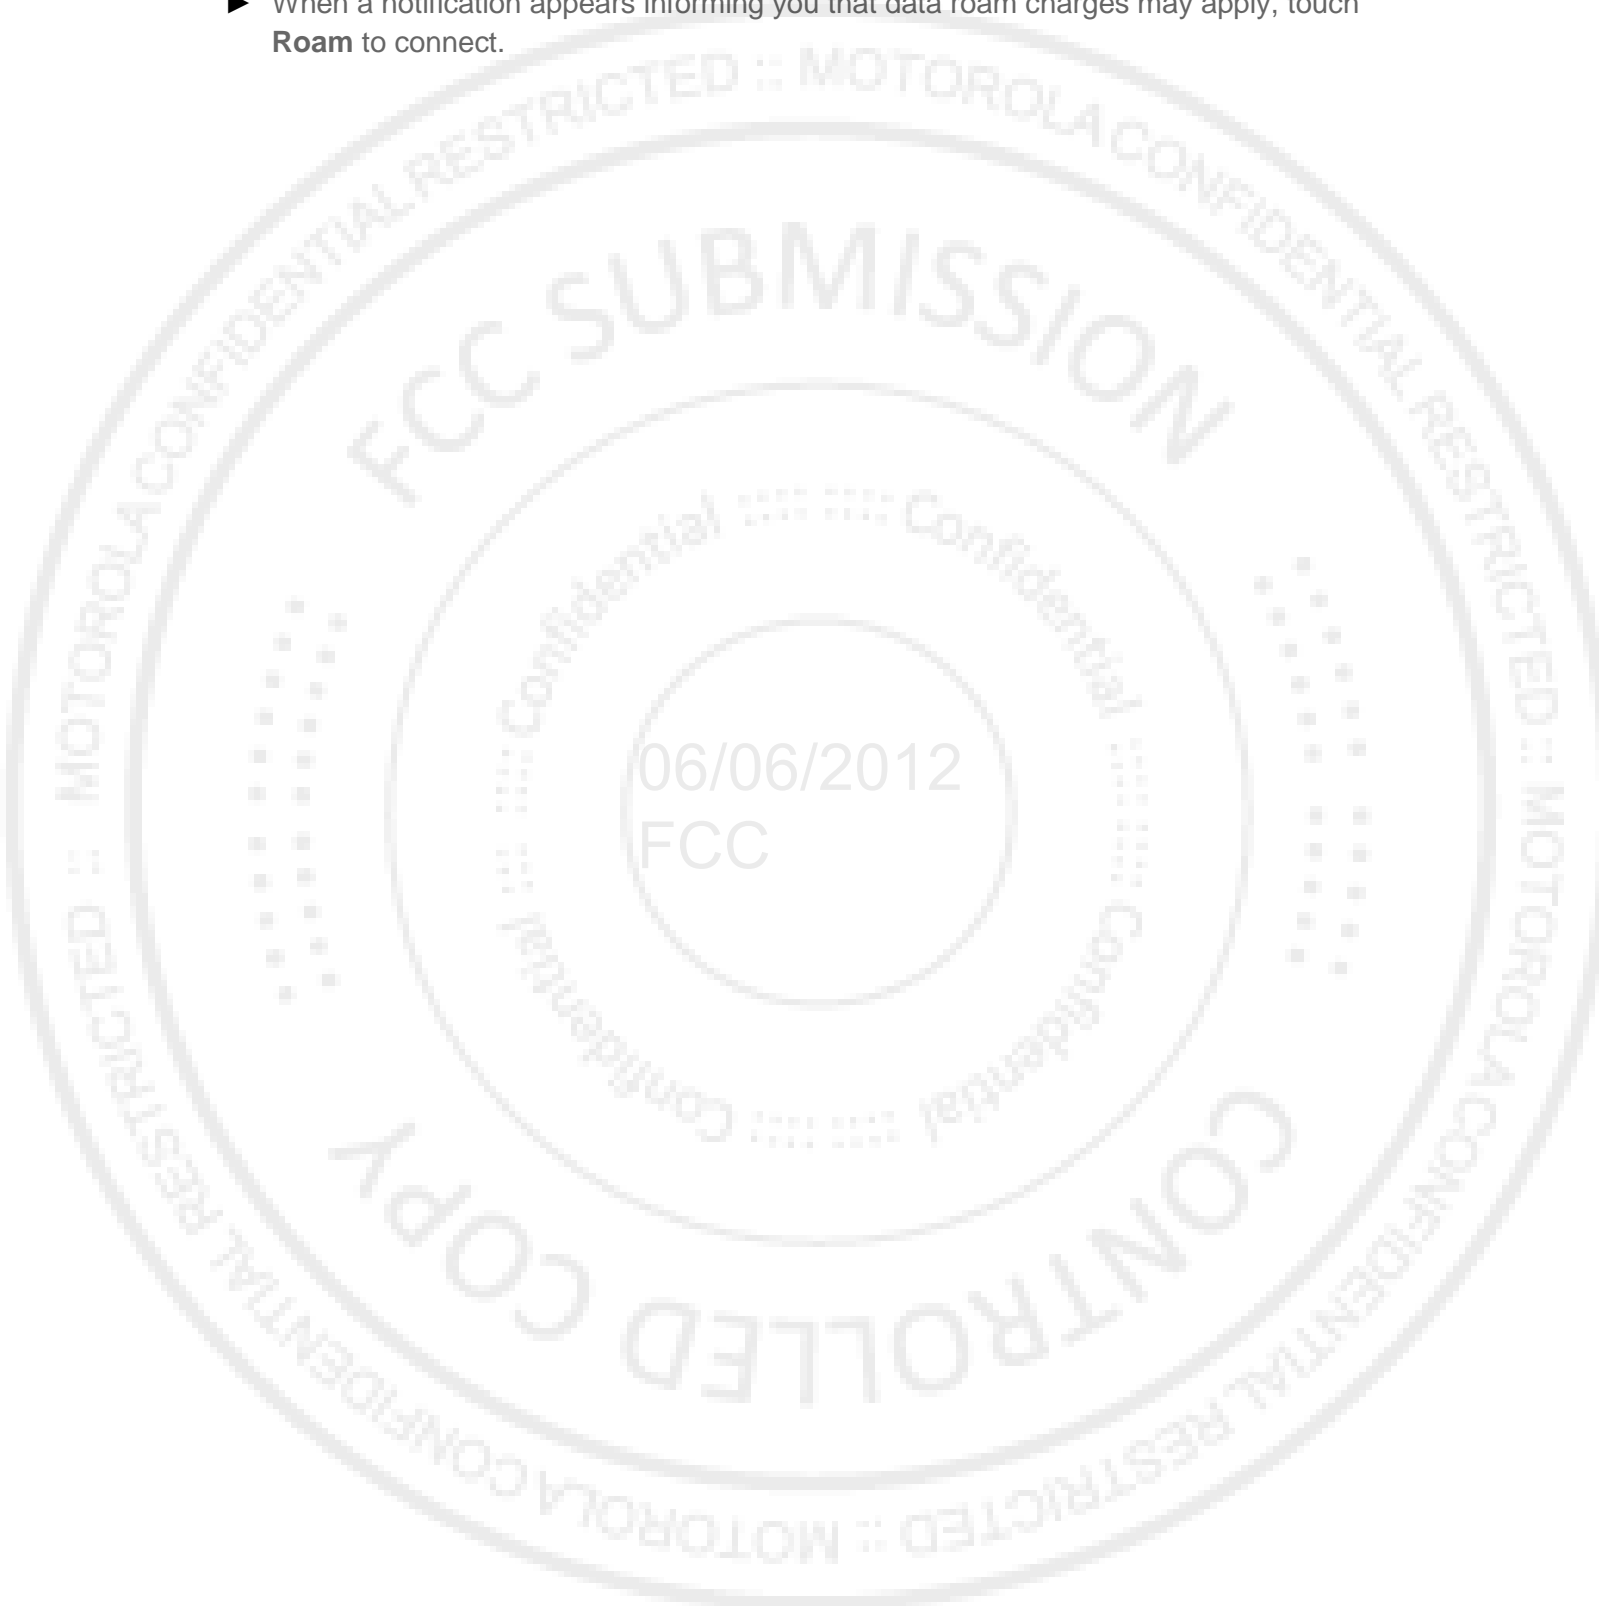 ► When a notification appears informing you that data roam charges may apply, touch
Roam to connect.
MOTOROLA CONFIDENTIAL RESTRICTED :: MOTOROLA CONFIDENTIAL RESTRICTED :: MOTOROLA CONFIDENTIAL RESTRICTED :: MOTOROLA CONFIDENTIAL RESTRICTED ::
FCC SUBMISSION
Confidential :::: :::: Confidential :::: :::: Confidential :::: :::: Confidential :::: ::::
06/06/2012
FCC
CONTROLLED COPY